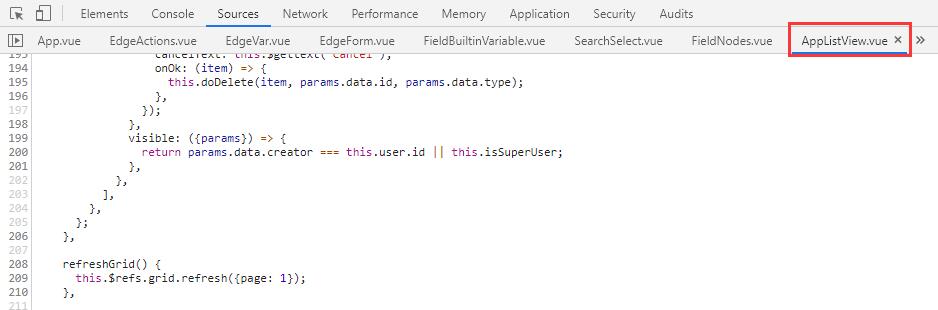 Elements Console Sources Network Performance Memory Application Security Audits
App.vue EdgeActions.vue EdgeVar.vue EdgeForm.vue FieldBuiltinVariable.vue SearchSelect.vue FieldNodes.vue AppListView.vue × »
193 cancelText: this.$gettext('Cancel'),
194 onOk: (item) => {
195 this.doDelete(item, params.data.id, params.data.type);
196 },
197 });
198 },
199 visible: ({params}) => {
200 return params.data.creator === this.user.id || this.isSuperUser;
201 },
202 },
203 ],
204 },
205 };
206 },
207
208 refreshGrid() {
209 this.$refs.grid.refresh({page: 1});
210 },
211